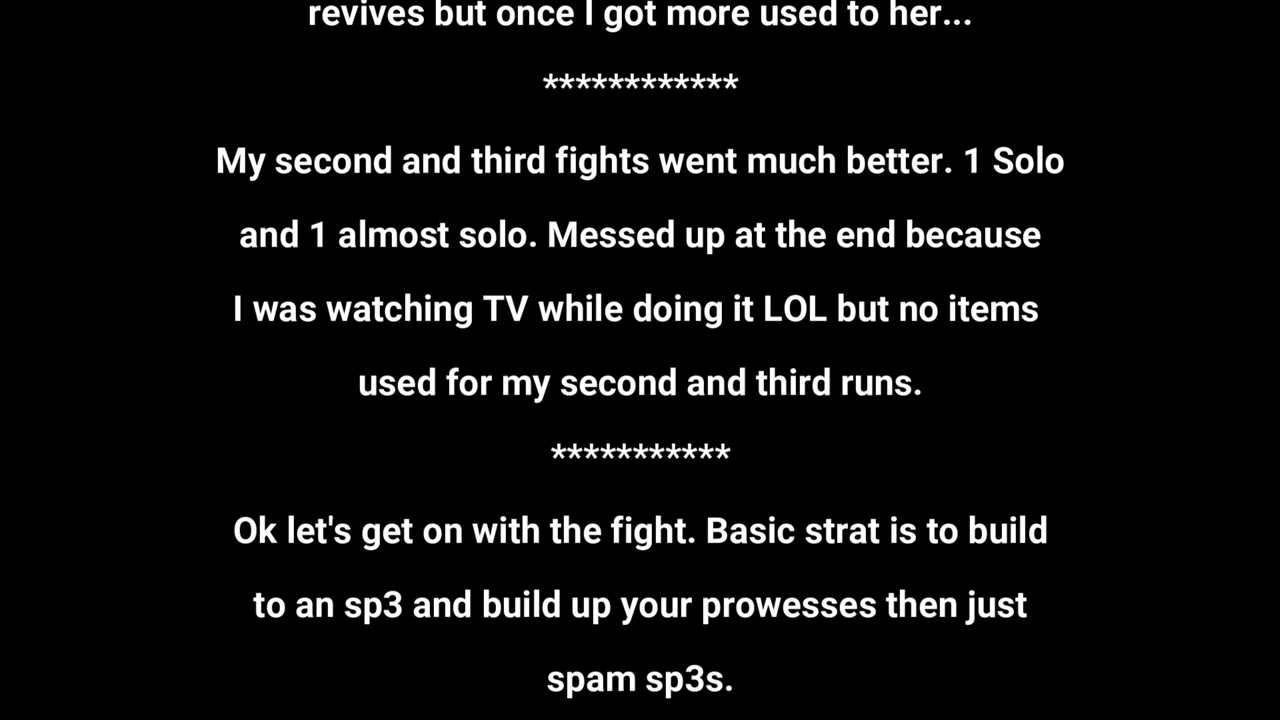 revives but once I got more used to her...
************
My second and third fights went much better. 1 Solo
and 1 almost solo. Messed up at the end because
I was watching TV while doing it LOL but no items
used for my second and third runs.
***********
Ok let's get on with the fight. Basic strat is to build
to an sp3 and build up your prowesses then just
spam sp3s.